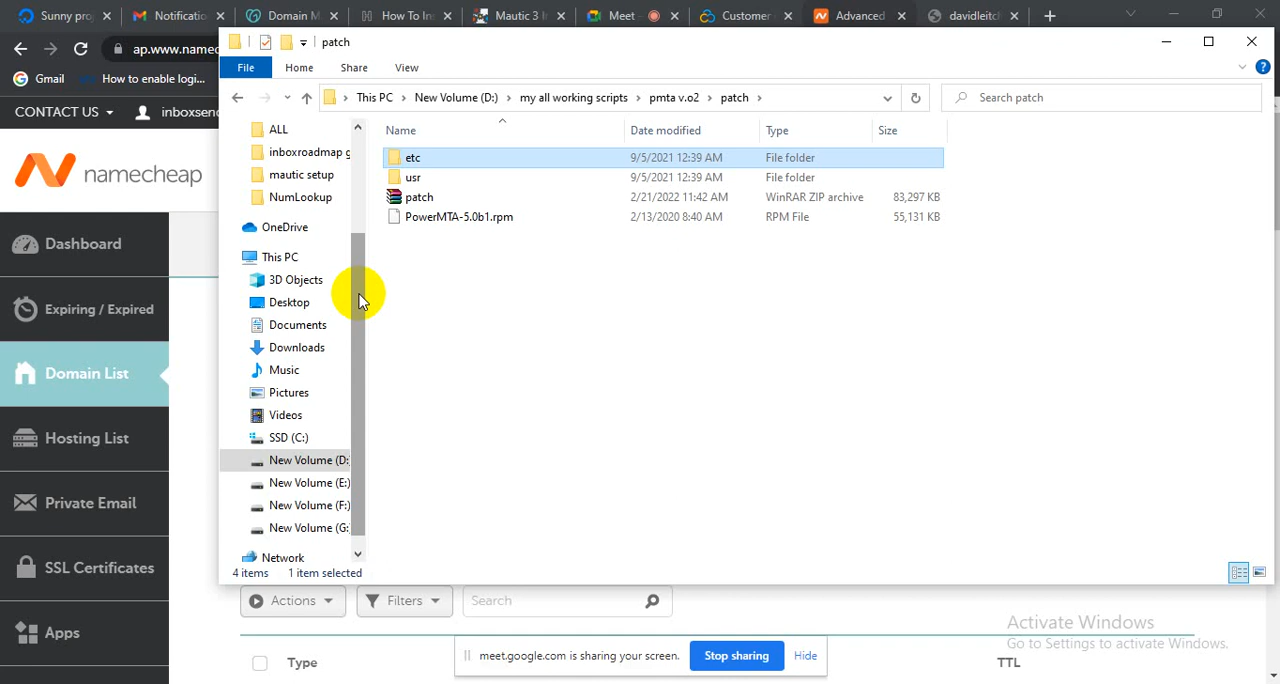 Sunny proj
Notificatio
Domain M
How To Ins
Mautic 3 I
Meet –
Customer
Advanced
davidleitch
ap.www.namec
Gmail
How to enable logi...
CONTACT US
inboxsend
namecheap
Dashboard
Expiring / Expired
Domain List
Hosting List
Private Email
SSL Certificates
Apps
patch
File Home Share View
This PC > New Volume (D:) > my all working scripts > pmta v.o2 > patch >
Search patch
ALL
inboxroadmap g
mautic setup
NumLookup
OneDrive
This PC
3D Objects
Desktop
Documents
Downloads
Music
Pictures
Videos
SSD (C:)
New Volume (D:
New Volume (E:)
New Volume (F:)
New Volume (G:
Network
Name Date modified Type Size
etc 9/5/2021 12:39 AM File folder
usr 9/5/2021 12:39 AM File folder
patch 2/21/2022 11:42 AM WinRAR ZIP archive 83,297 KB
PowerMTA-5.0b1.rpm 2/13/2020 8:40 AM RPM File 55,131 KB
4 items 1 item selected
Actions
Filters
Search
Activate Windows
Go to Settings to activate Windows.
Type
TTL
meet.google.com is sharing your screen.
Stop sharing
Hide